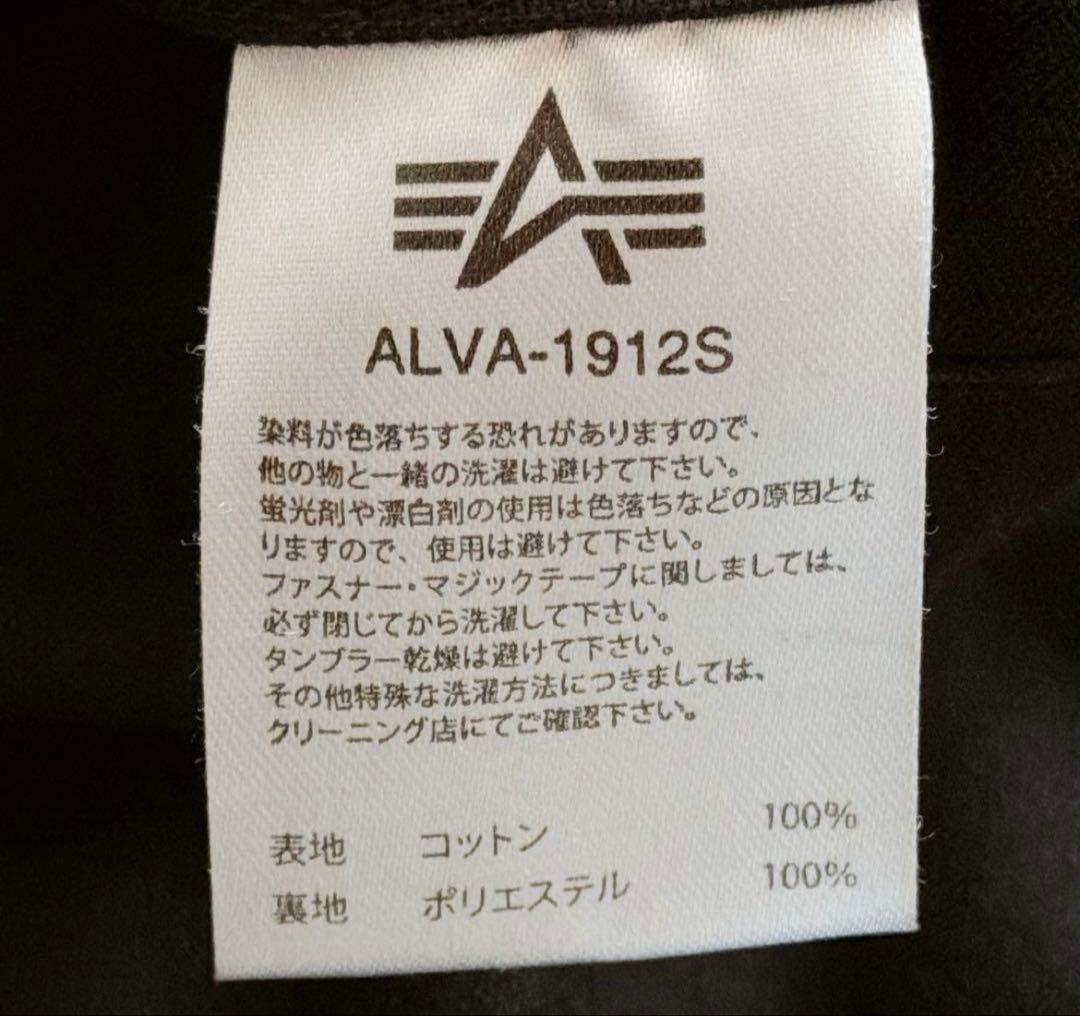 ALVA-1912S
染料が色落ちする恐れがありますので、
他の物と一緒の洗濯は避けて下さい。
蛍光剤や漂白剤の使用は色落ちなどの原因とな
りますので、使用は避けて下さい。
ファスナー・マジックテープに関しましては、
必ず閉じてから洗濯して下さい。
タンブラー乾燥は避けて下さい。
その他特殊な洗濯方法につきましては、
クリーニング店にてご確認下さい。
表地 コットン 100%
裏地 ポリエステル 100%